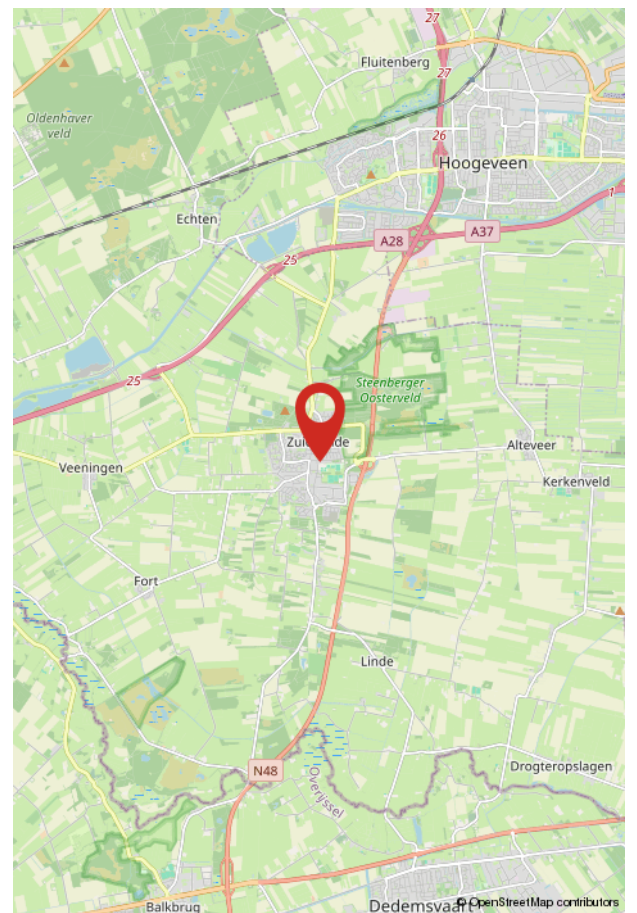 27
27
Fluitenberg
Oldenhaver
veld
26
Hoogeveen
Echten
A28
A37
1
25
25
Steenberger
Oosterveld
Alteveer
Veeningen
Kerkenveld
Fort
Linde
N48
Overijssel
Drogteropslagen
Balkbrug
Dedemsvaart
© OpenStreetMap contributors